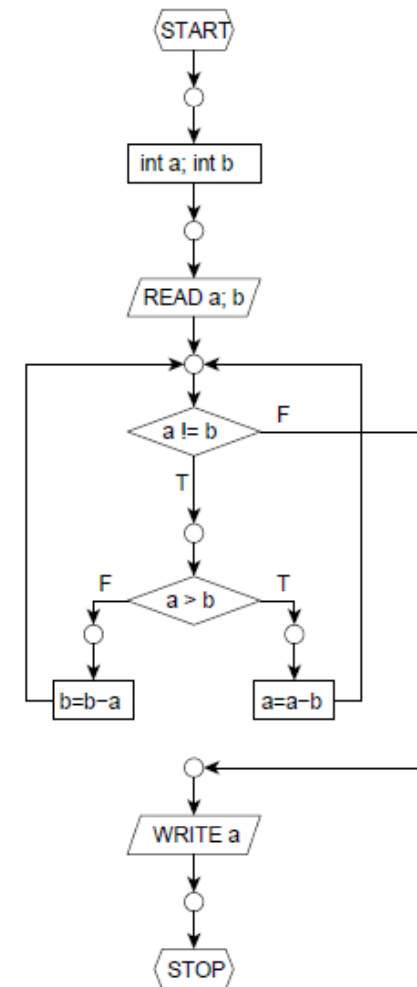 START
int a; int b
READ a; b
a != b
F
T
a > b
F
T
b=b−a
a=a−b
WRITE a
STOP